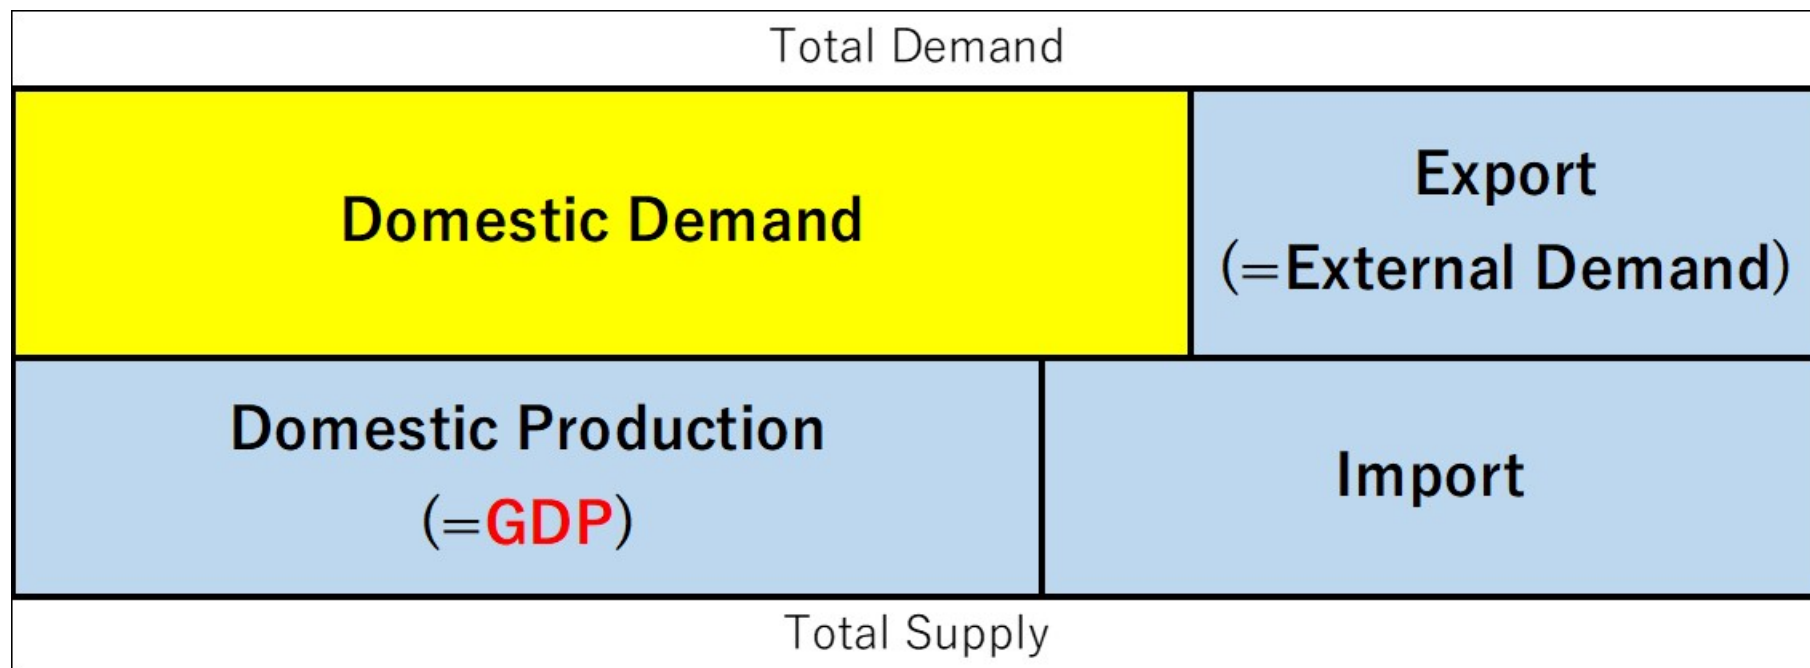 Total Demand
Domestic Demand
Export
(=External Demand)
Domestic Production
(=GDP)
Import
Total Supply